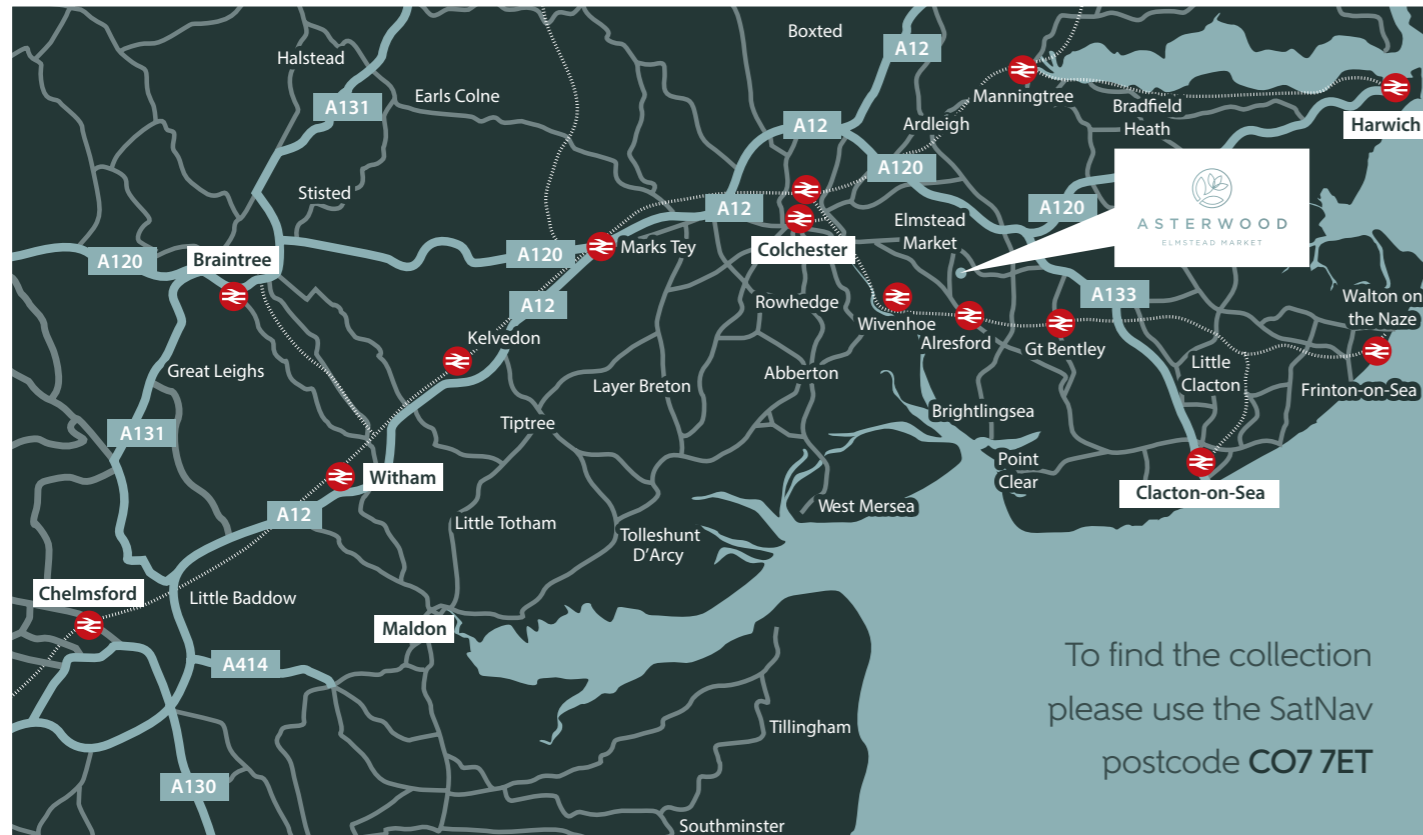 Boxted
A12
Halstead
A131
Earls Colne
Manningtree
Bradfield
Heath
Harwich
A12
Ardleigh
A120
Stisted
A12
Elmstead
Market
A120
ASTERWOOD
ELMSTEAD MARKET
Colchester
Marks Tey
A120
A120
Braintree
A12
A133
Rowhedge
Wivenhoe
Alresford
Gt Bentley
Walton on
the Naze
Kelvedon
Great Leighs
Layer Breton
Abberton
Little
Clacton
Frinton-on-Sea
Tiptree
Brightlingsea
A131
Witham
Point
Clear
Clacton-on-Sea
A12
Little Totham
West Mersea
Tolleshunt
D'Arcy
Chelmsford
Little Baddow
Maldon
A414
To find the collection
please use the SatNav
postcode CO7 7ET
Tillingham
A130
Southminster